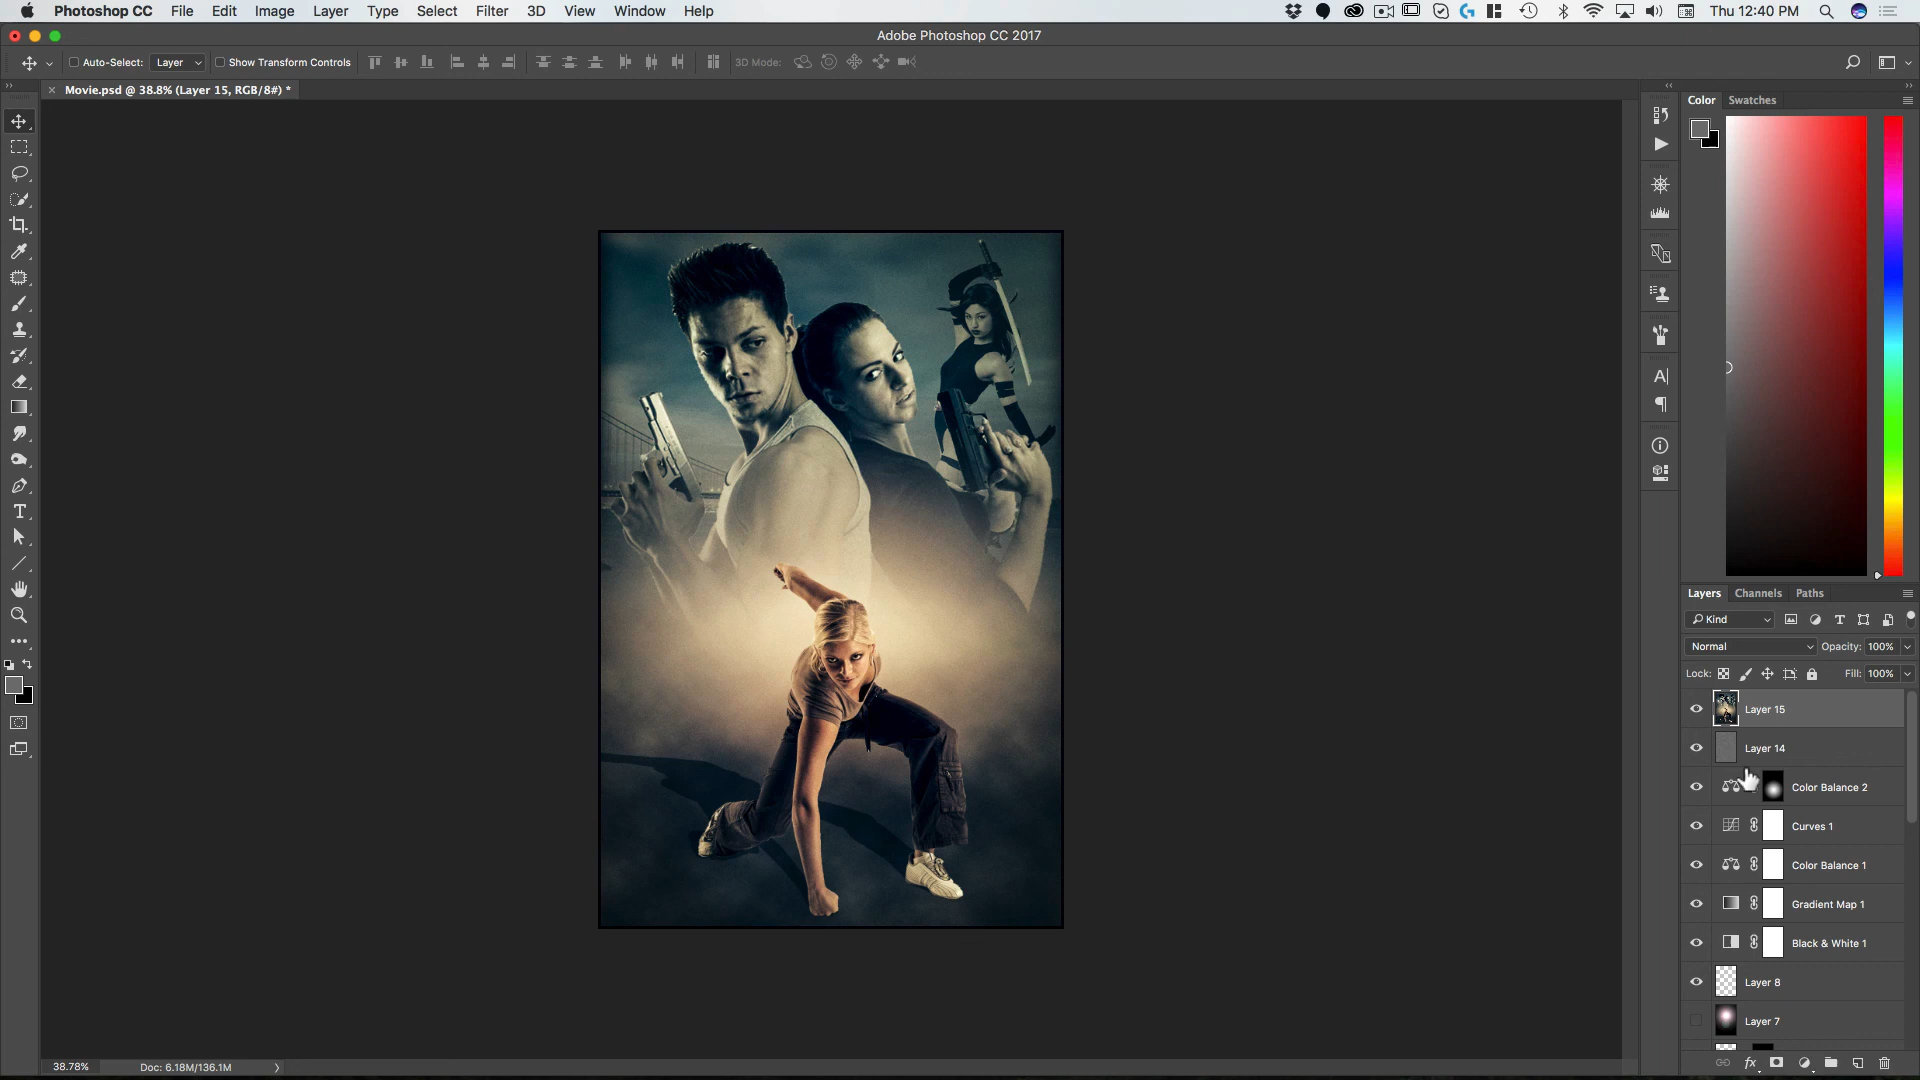 Photoshop CC File Edit Image Layer Type Select Filter 3D View Window Help Thu 12:40 PM
Adobe Photoshop CC 2017
Auto-Select: Layer Show Transform Controls 3D Mode:
Movie.psd @ 38.8% (Layer 15, RGB/8#) *
Color Swatches
Layers Channels Paths
Kind
Normal Opacity: 100%
Lock: Fill: 100%
Layer 15
Layer 14
Color Balance 2
Curves 1
Color Balance 1
Gradient Map 1
Black & White 1
Layer 8
Layer 7
38.78% Doc: 6.18M/136.1M